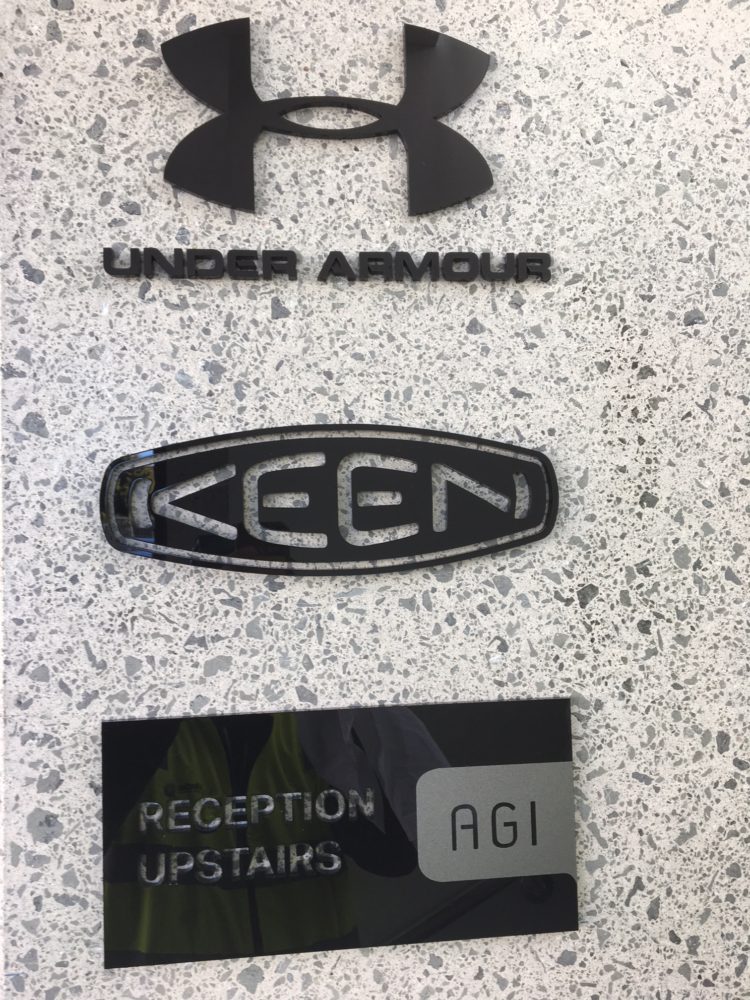 UNDER ARMOUR
KEEN
RECEPTION
UPSTAIRS
AGI